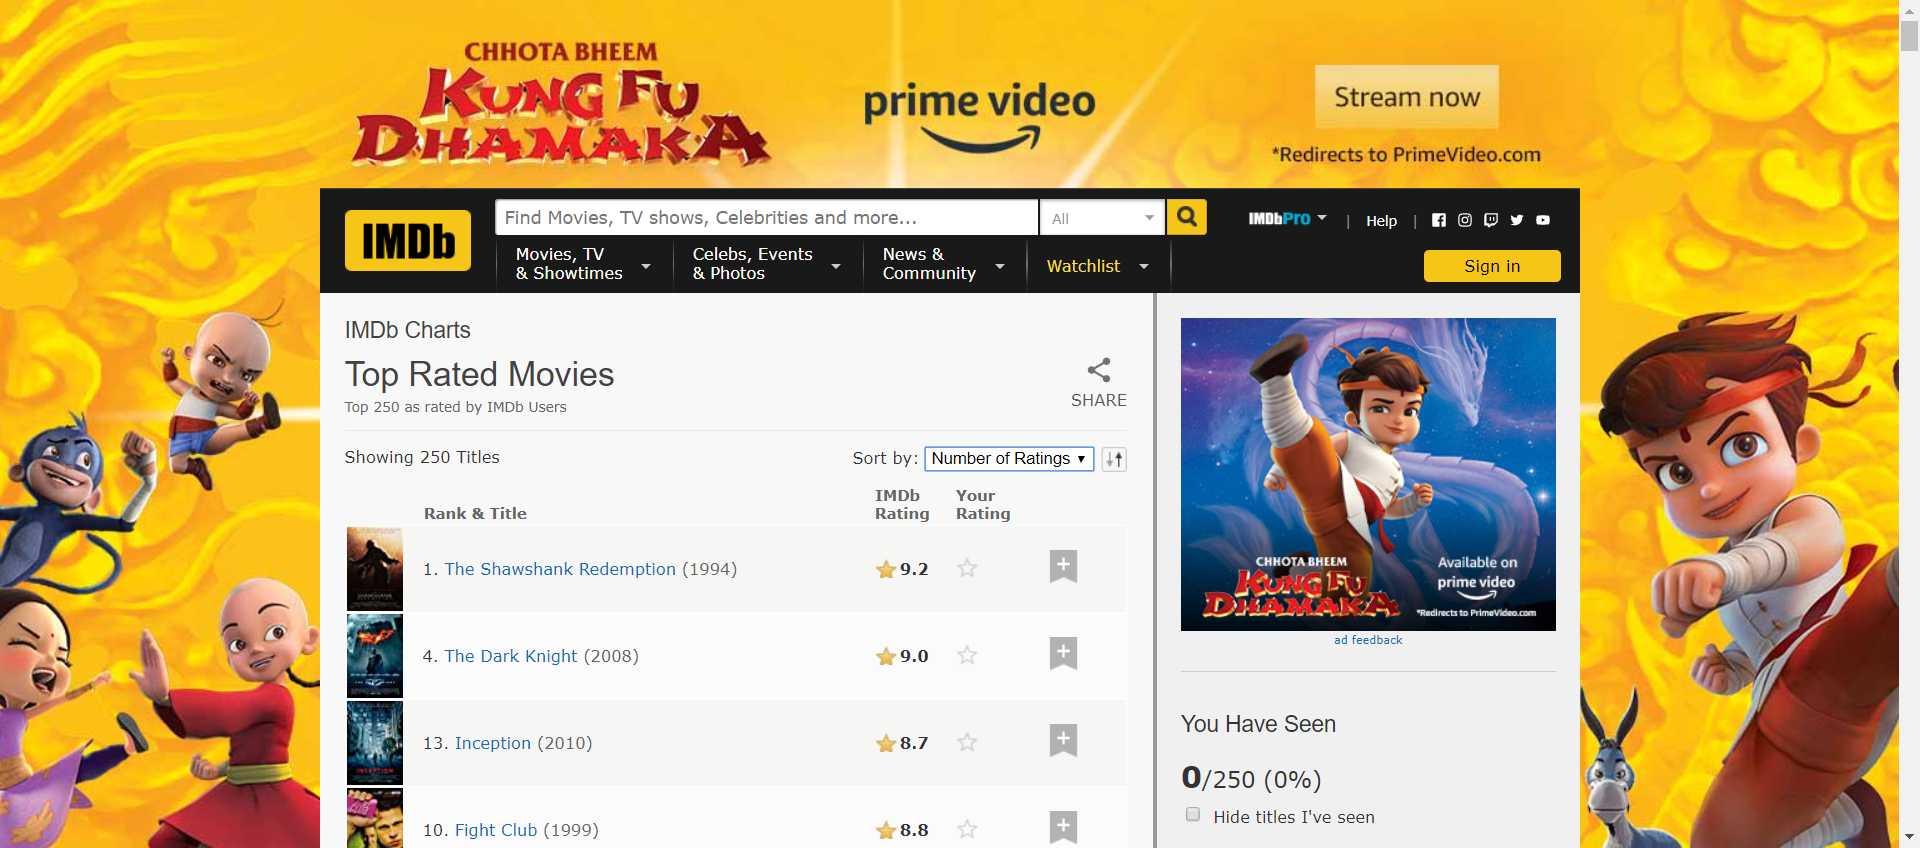 CHHOTA BHEEM
KUNG FU
DHAMAKA
prime video
Stream now
*Redirects to PrimeVideo.com
IMDb
Find Movies, TV shows, Celebrities and more...
All
IMDbPro
|
Help
|
Movies, TV
& Showtimes
Celebs, Events
& Photos
News &
Community
Watchlist
Sign in
IMDb Charts
Top Rated Movies
Top 250 as rated by IMDb Users
SHARE
Showing 250 Titles
Sort by: Number of Ratings
Rank & Title
IMDb
Rating
Your
Rating
1. The Shawshank Redemption (1994) 9.2
4. The Dark Knight (2008) 9.0
13. Inception (2010) 8.7
INCEPTION
10. Fight Club (1999) 8.8
CHHOTA BHEEM
KUNG FU
DHAMAKA
Available on
prime video
*Redirects to PrimeVideo.com
ad feedback
You Have Seen
0/250 (0%)
Hide titles I've seen